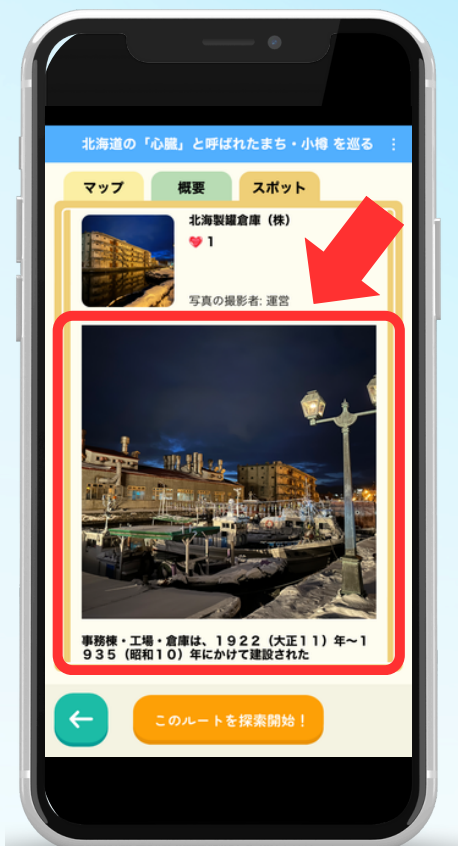 北海道の「心臓」と呼ばれたまち・小樽 を巡る
マップ
概要
スポット
北海製罐倉庫（株）
1
写真の撮影者: 運営
事務棟・工場・倉庫は、１９２２（大正１１）年〜１
９３５（昭和１０）年にかけて建設された
このルートを探索開始！